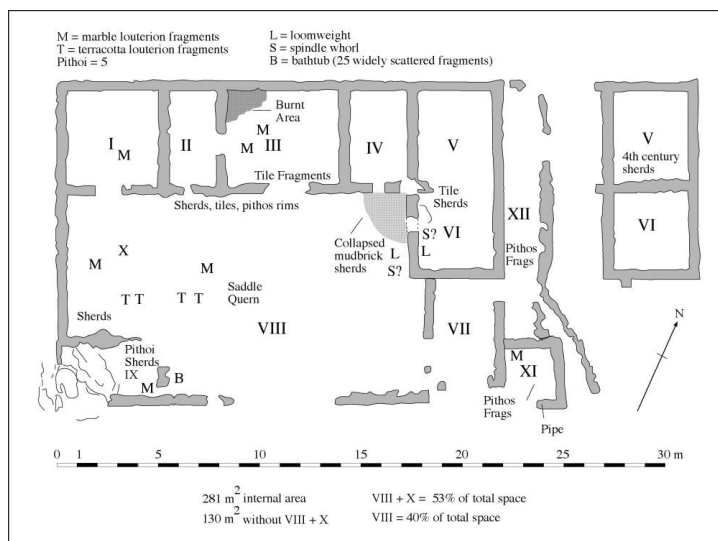 M = marble louterion fragments
T = terracotta louterion fragments
Pithoi = 5
L = loomweight
S = spindle whorl
B = bathtub (25 widely scattered fragments)
Burnt
Area
I
M
II
M
M
III
IV
V
V
4th century
sherds
Tile Fragments
Sherds, tiles, pithos rims
Tile
Sherds
XII
VI
S?
VI
Collapsed
mudbrick
sherds
L
L
S?
Pithos
Frags
X
M
M
T T
T T
Saddle
Quern
Sherds
VIII
VII
N
Pithoi
Sherds
IX
M
B
M
XI
Pithos
Frags
Pipe
0 1 5 10 15 20 25 30 m
281 m2 internal area
VIII + X = 53% of total space
130 m2 without VIII + X
VIII = 40% of total space